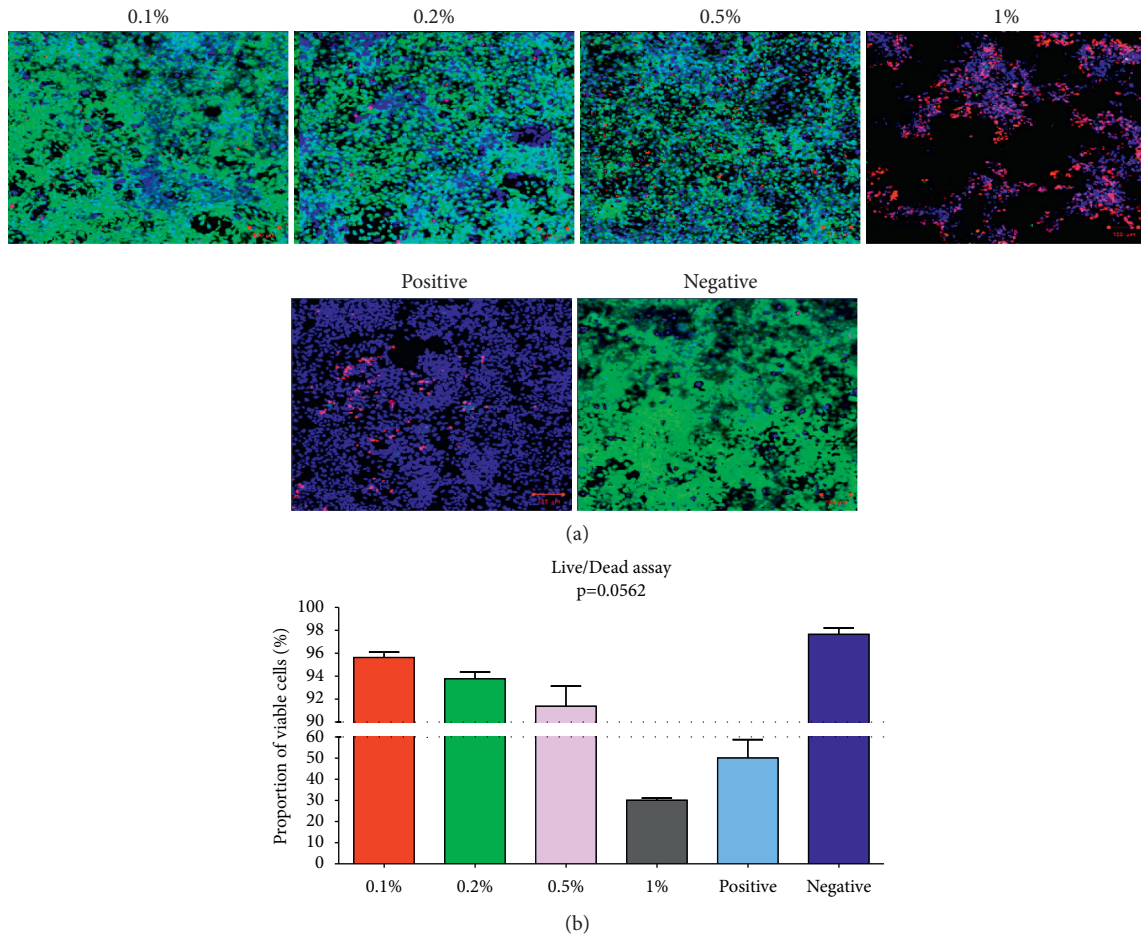 0.1% 0.2% 0.5% 1%
Positive Negative
100 µm
(a)
Live/Dead assay
p=0.0562
Proportion of viable cells (%)
100
98
96
94
92
90
60
50
40
30
20
10
0
0.1% 0.2% 0.5% 1% Positive Negative
(b)